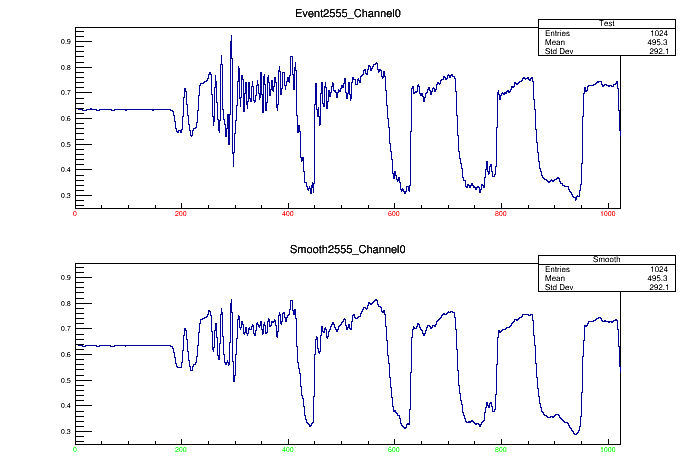 Event2555_Channel0
Test
Entries 1024
Mean 495.3
Std Dev 292.1
0.9
0.8
0.7
0.6
0.5
0.4
0.3
0 200 400 600 800 1000
Smooth2555_Channel0
Smooth
Entries 1024
Mean 495.3
Std Dev 292.1
0.9
0.8
0.7
0.6
0.5
0.4
0.3
0 200 400 600 800 1000